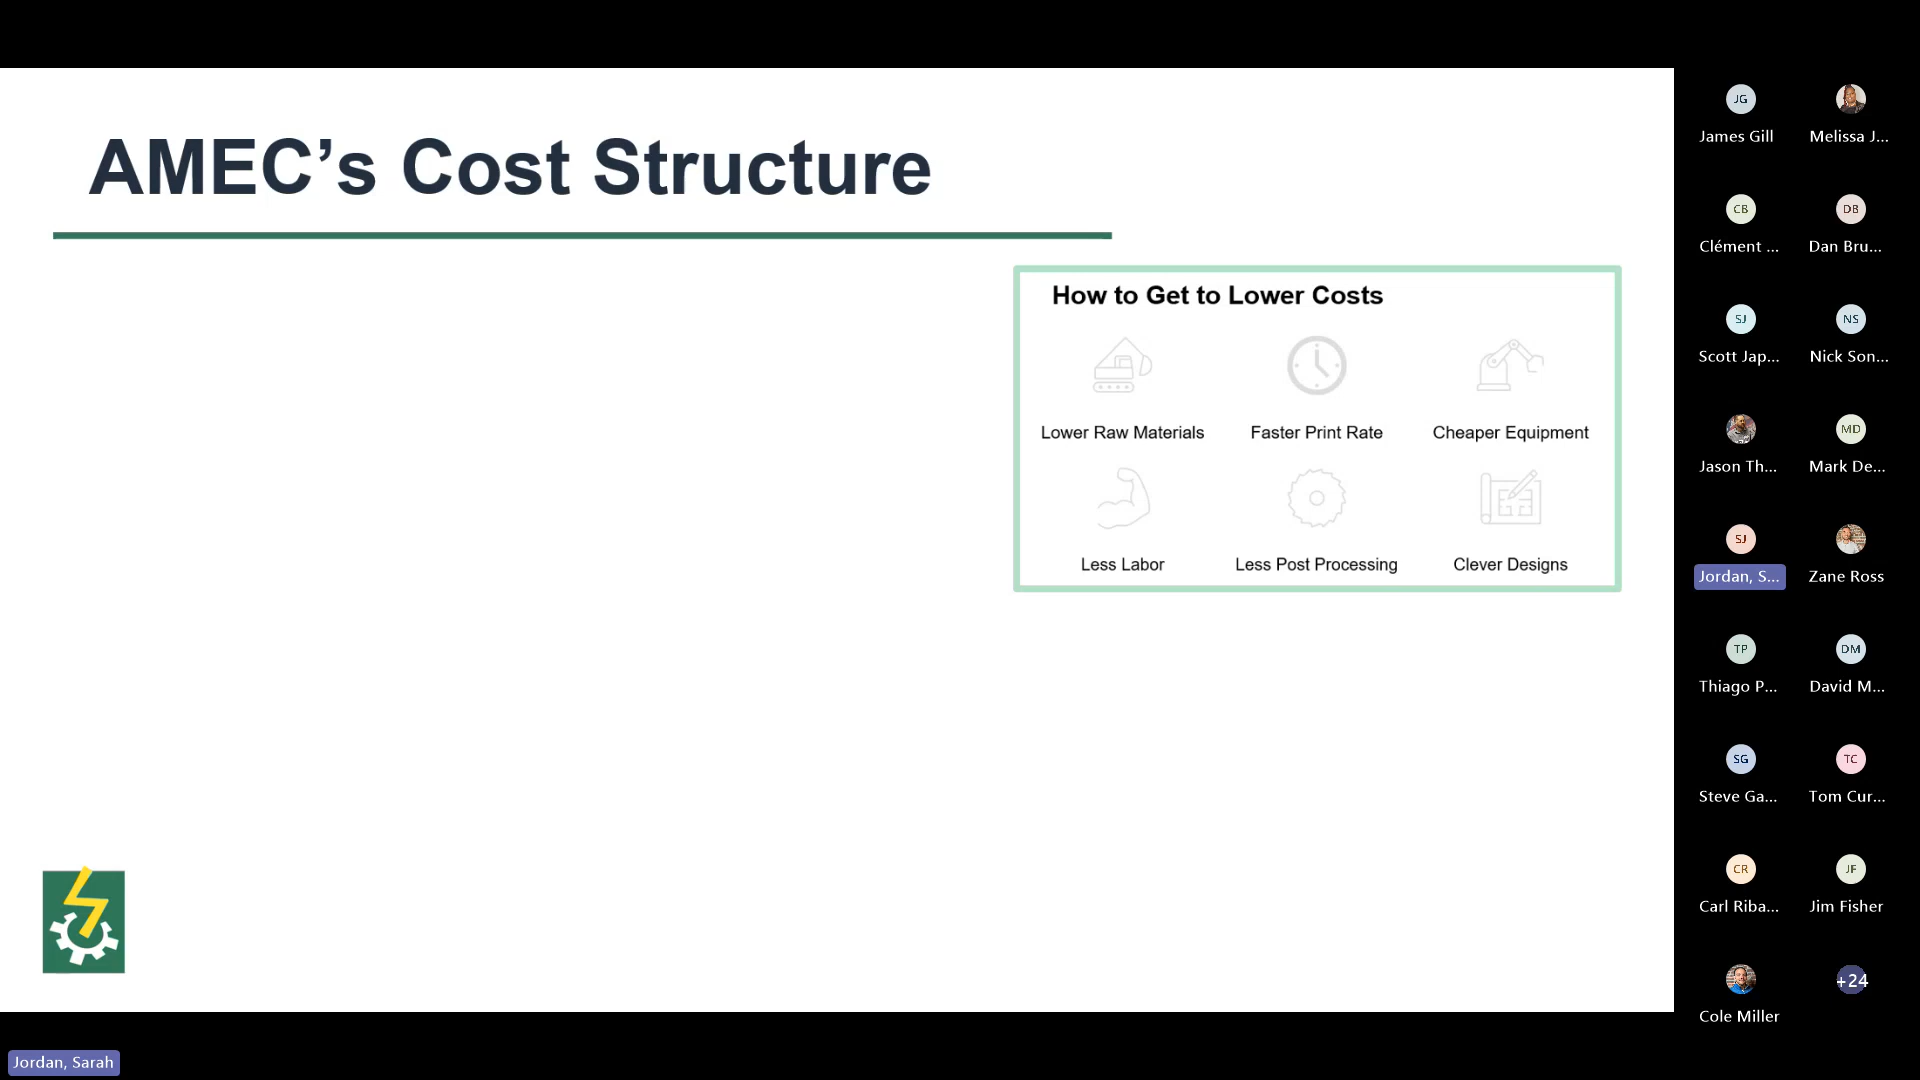 AMEC’s Cost Structure
How to Get to Lower Costs
Lower Raw Materials
Faster Print Rate
Cheaper Equipment
Less Labor
Less Post Processing
Clever Designs
JG
James Gill
Melissa J...
CB
Clément ...
DB
Dan Bru...
SJ
Scott Jap...
NS
Nick Son...
Jason Th...
MD
Mark De...
SJ
Jordan, S...
Zane Ross
TP
Thiago P...
DM
David M...
SG
Steve Ga...
TC
Tom Cur...
CR
Carl Riba...
JF
Jim Fisher
Cole Miller
+24
Jordan, Sarah